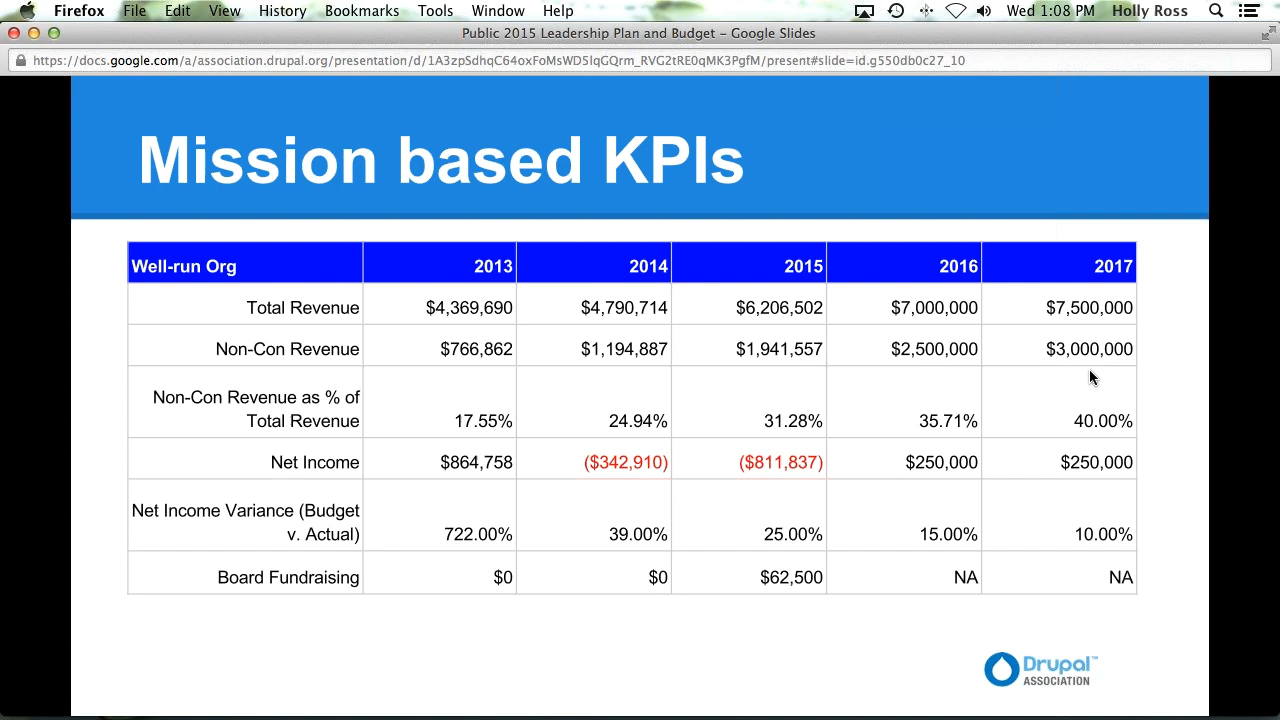 Firefox File Edit View History Bookmarks Tools Window Help Wed 1:08 PM Holly Ross
Public 2015 Leadership Plan and Budget – Google Slides
https://docs.google.com/a/association.drupal.org/presentation/d/1A3zpSdhqC64oxFoMsWD5lqGQrm_RVG2tRE0qMK3PgfM/present#slide=id.g550db0c27_10
Mission based KPIs
Well-run Org 2013 2014 2015 2016 2017
Total Revenue $4,369,690 $4,790,714 $6,206,502 $7,000,000 $7,500,000
Non-Con Revenue $766,862 $1,194,887 $1,941,557 $2,500,000 $3,000,000
Non-Con Revenue as % of
Total Revenue 17.55% 24.94% 31.28% 35.71% 40.00%
Net Income $864,758 ($342,910) ($811,837) $250,000 $250,000
Net Income Variance (Budget
v. Actual) 722.00% 39.00% 25.00% 15.00% 10.00%
Board Fundraising $0 $0 $62,500 NA NA
Drupal™
ASSOCIATION